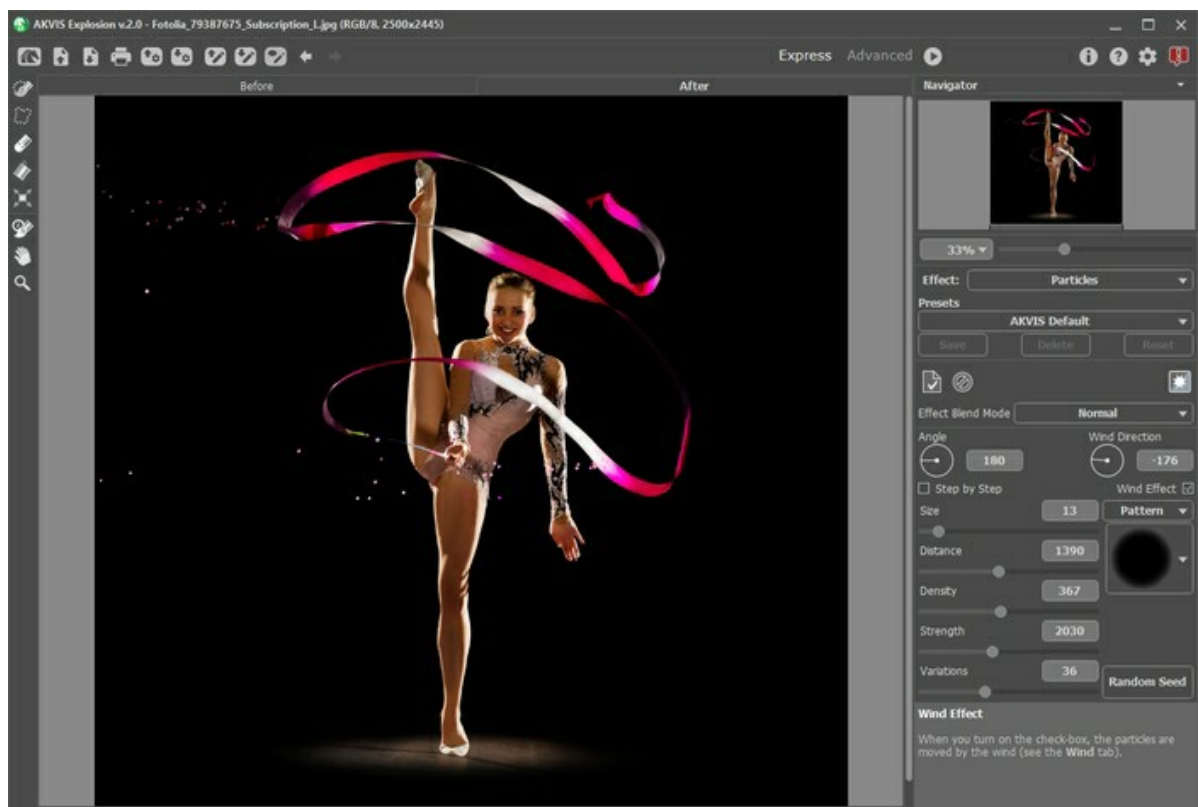 AKVIS Explosion v.2.0 - Fotolia_79387675_Subscription_L.jpg (RGB/8, 2500x2445)
Express Advanced
Before After
Navigator
33%
Effect: Particles
Presets
AKVIS Default
Save Delete Reset
Effect Blend Mode Normal
Angle Wind Direction
180 -176
Step by Step Wind Effect
Size 13 Pattern
Distance 1390
Density 367
Strength 2030
Variations 36
Random Seed
Wind Effect
When you turn on the check-box, the particles are
moved by the wind (see the Wind tab).